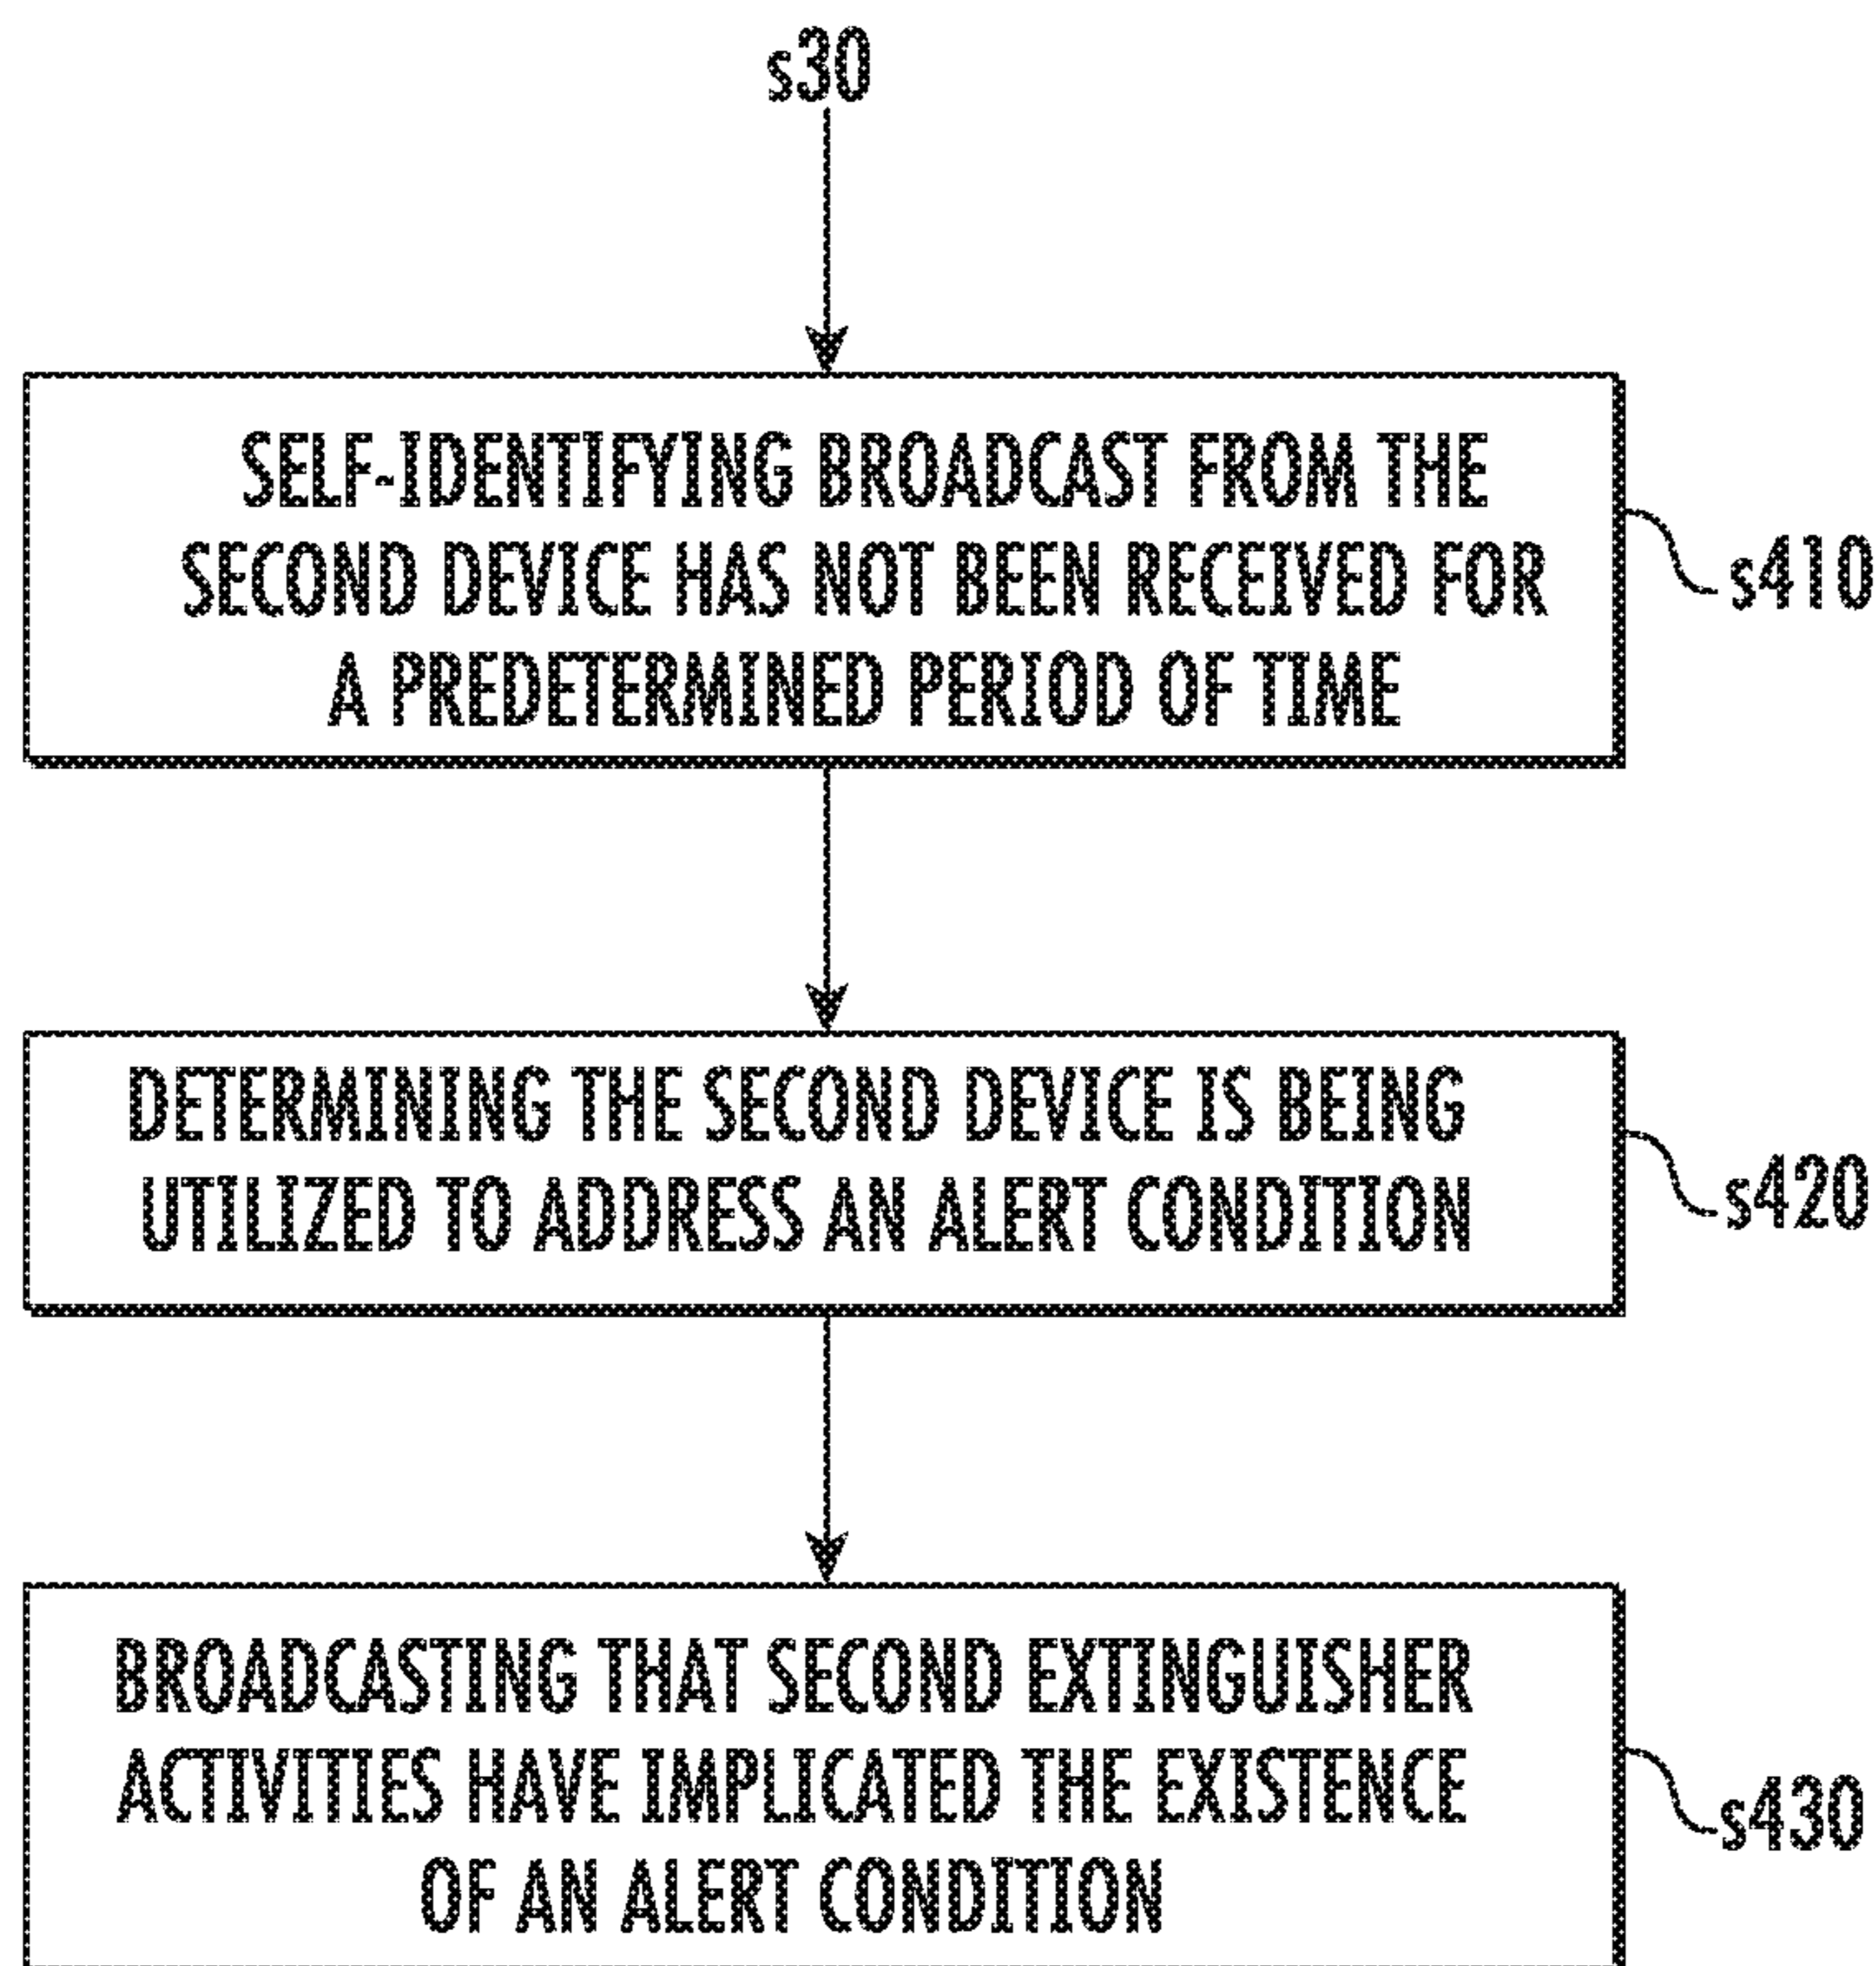 s30
SELF-IDENTIFYING BROADCAST FROM THE
SECOND DEVICE HAS NOT BEEN RECEIVED FOR
A PREDETERMINED PERIOD OF TIME
s410
DETERMINING THE SECOND DEVICE IS BEING
UTILIZED TO ADDRESS AN ALERT CONDITION
s420
BROADCASTING THAT SECOND EXTINGUISHER
ACTIVITIES HAVE IMPLICATED THE EXISTENCE
OF AN ALERT CONDITION
s430